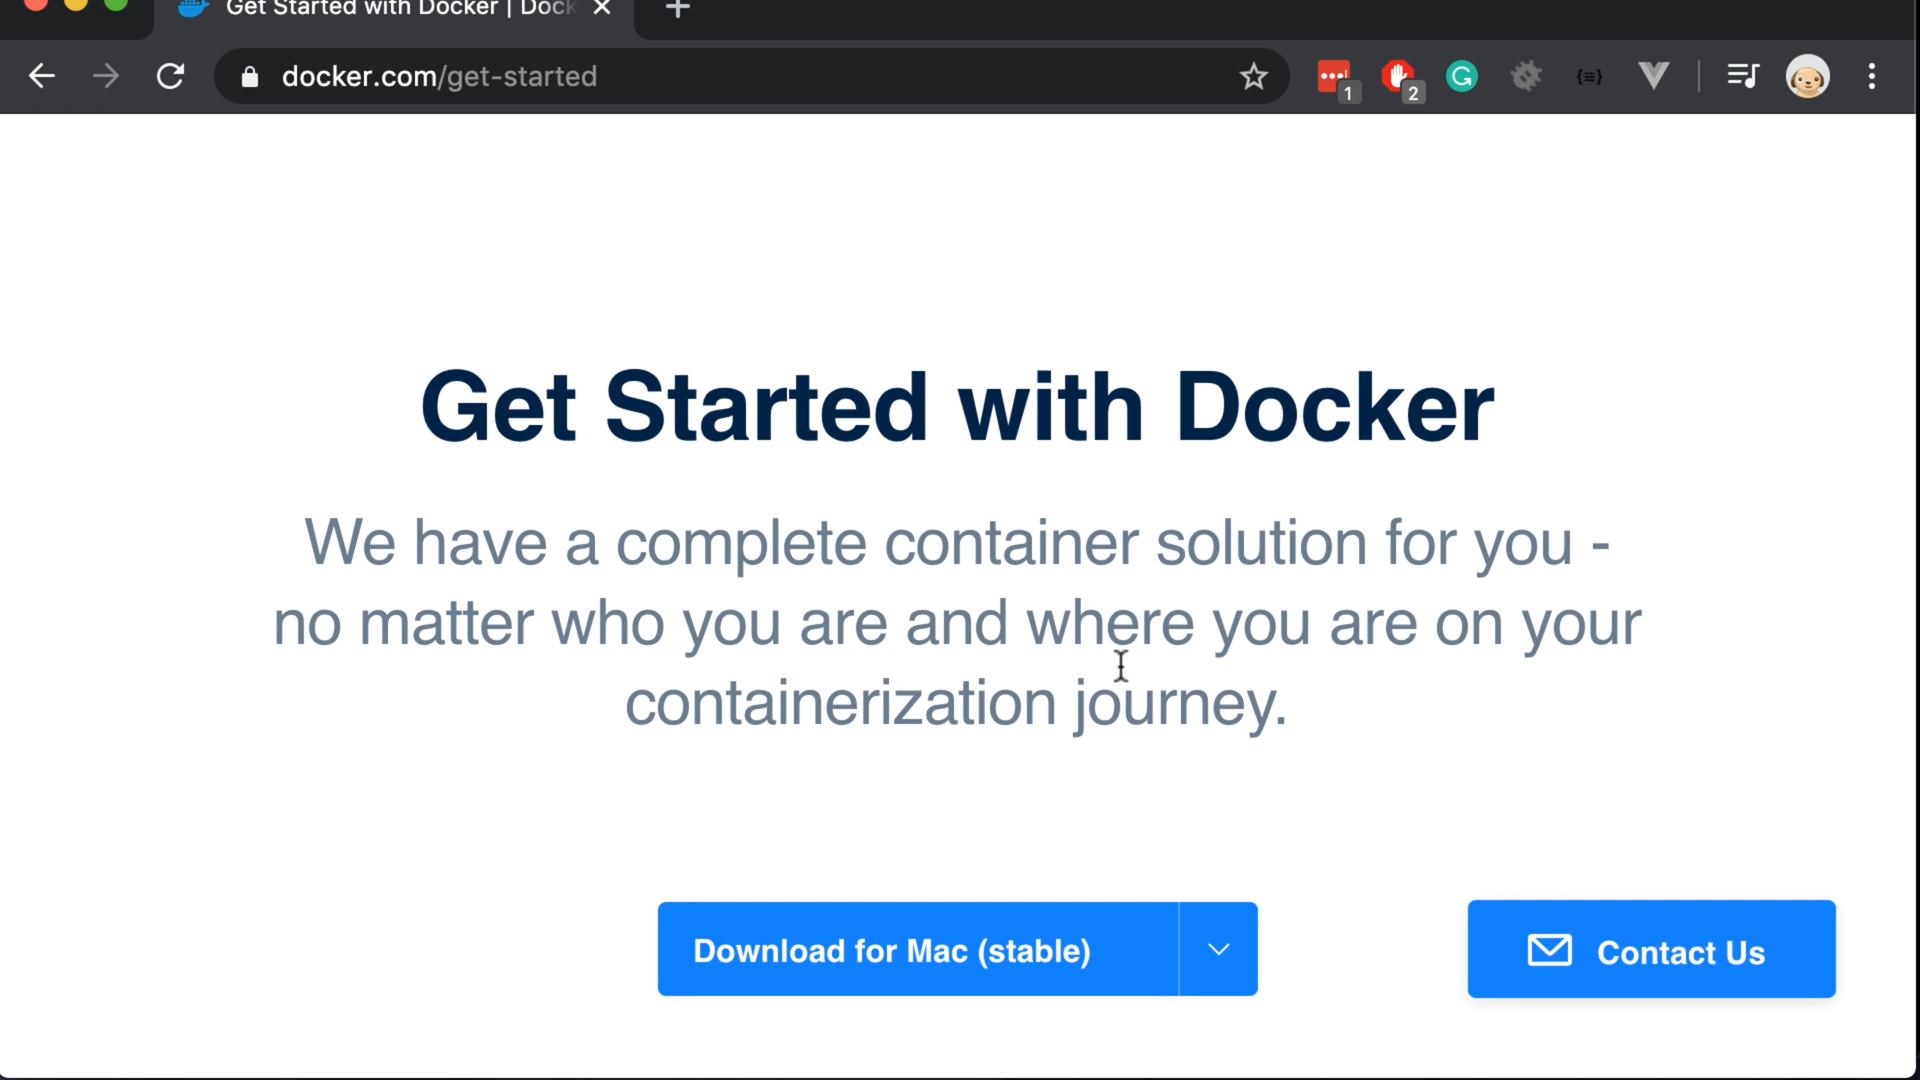 Get Started with Docker | Dock
docker.com/get-started
1
2
Get Started with Docker
We have a complete container solution for you -
no matter who you are and where you are on your
containerization journey.
Download for Mac (stable)
Contact Us